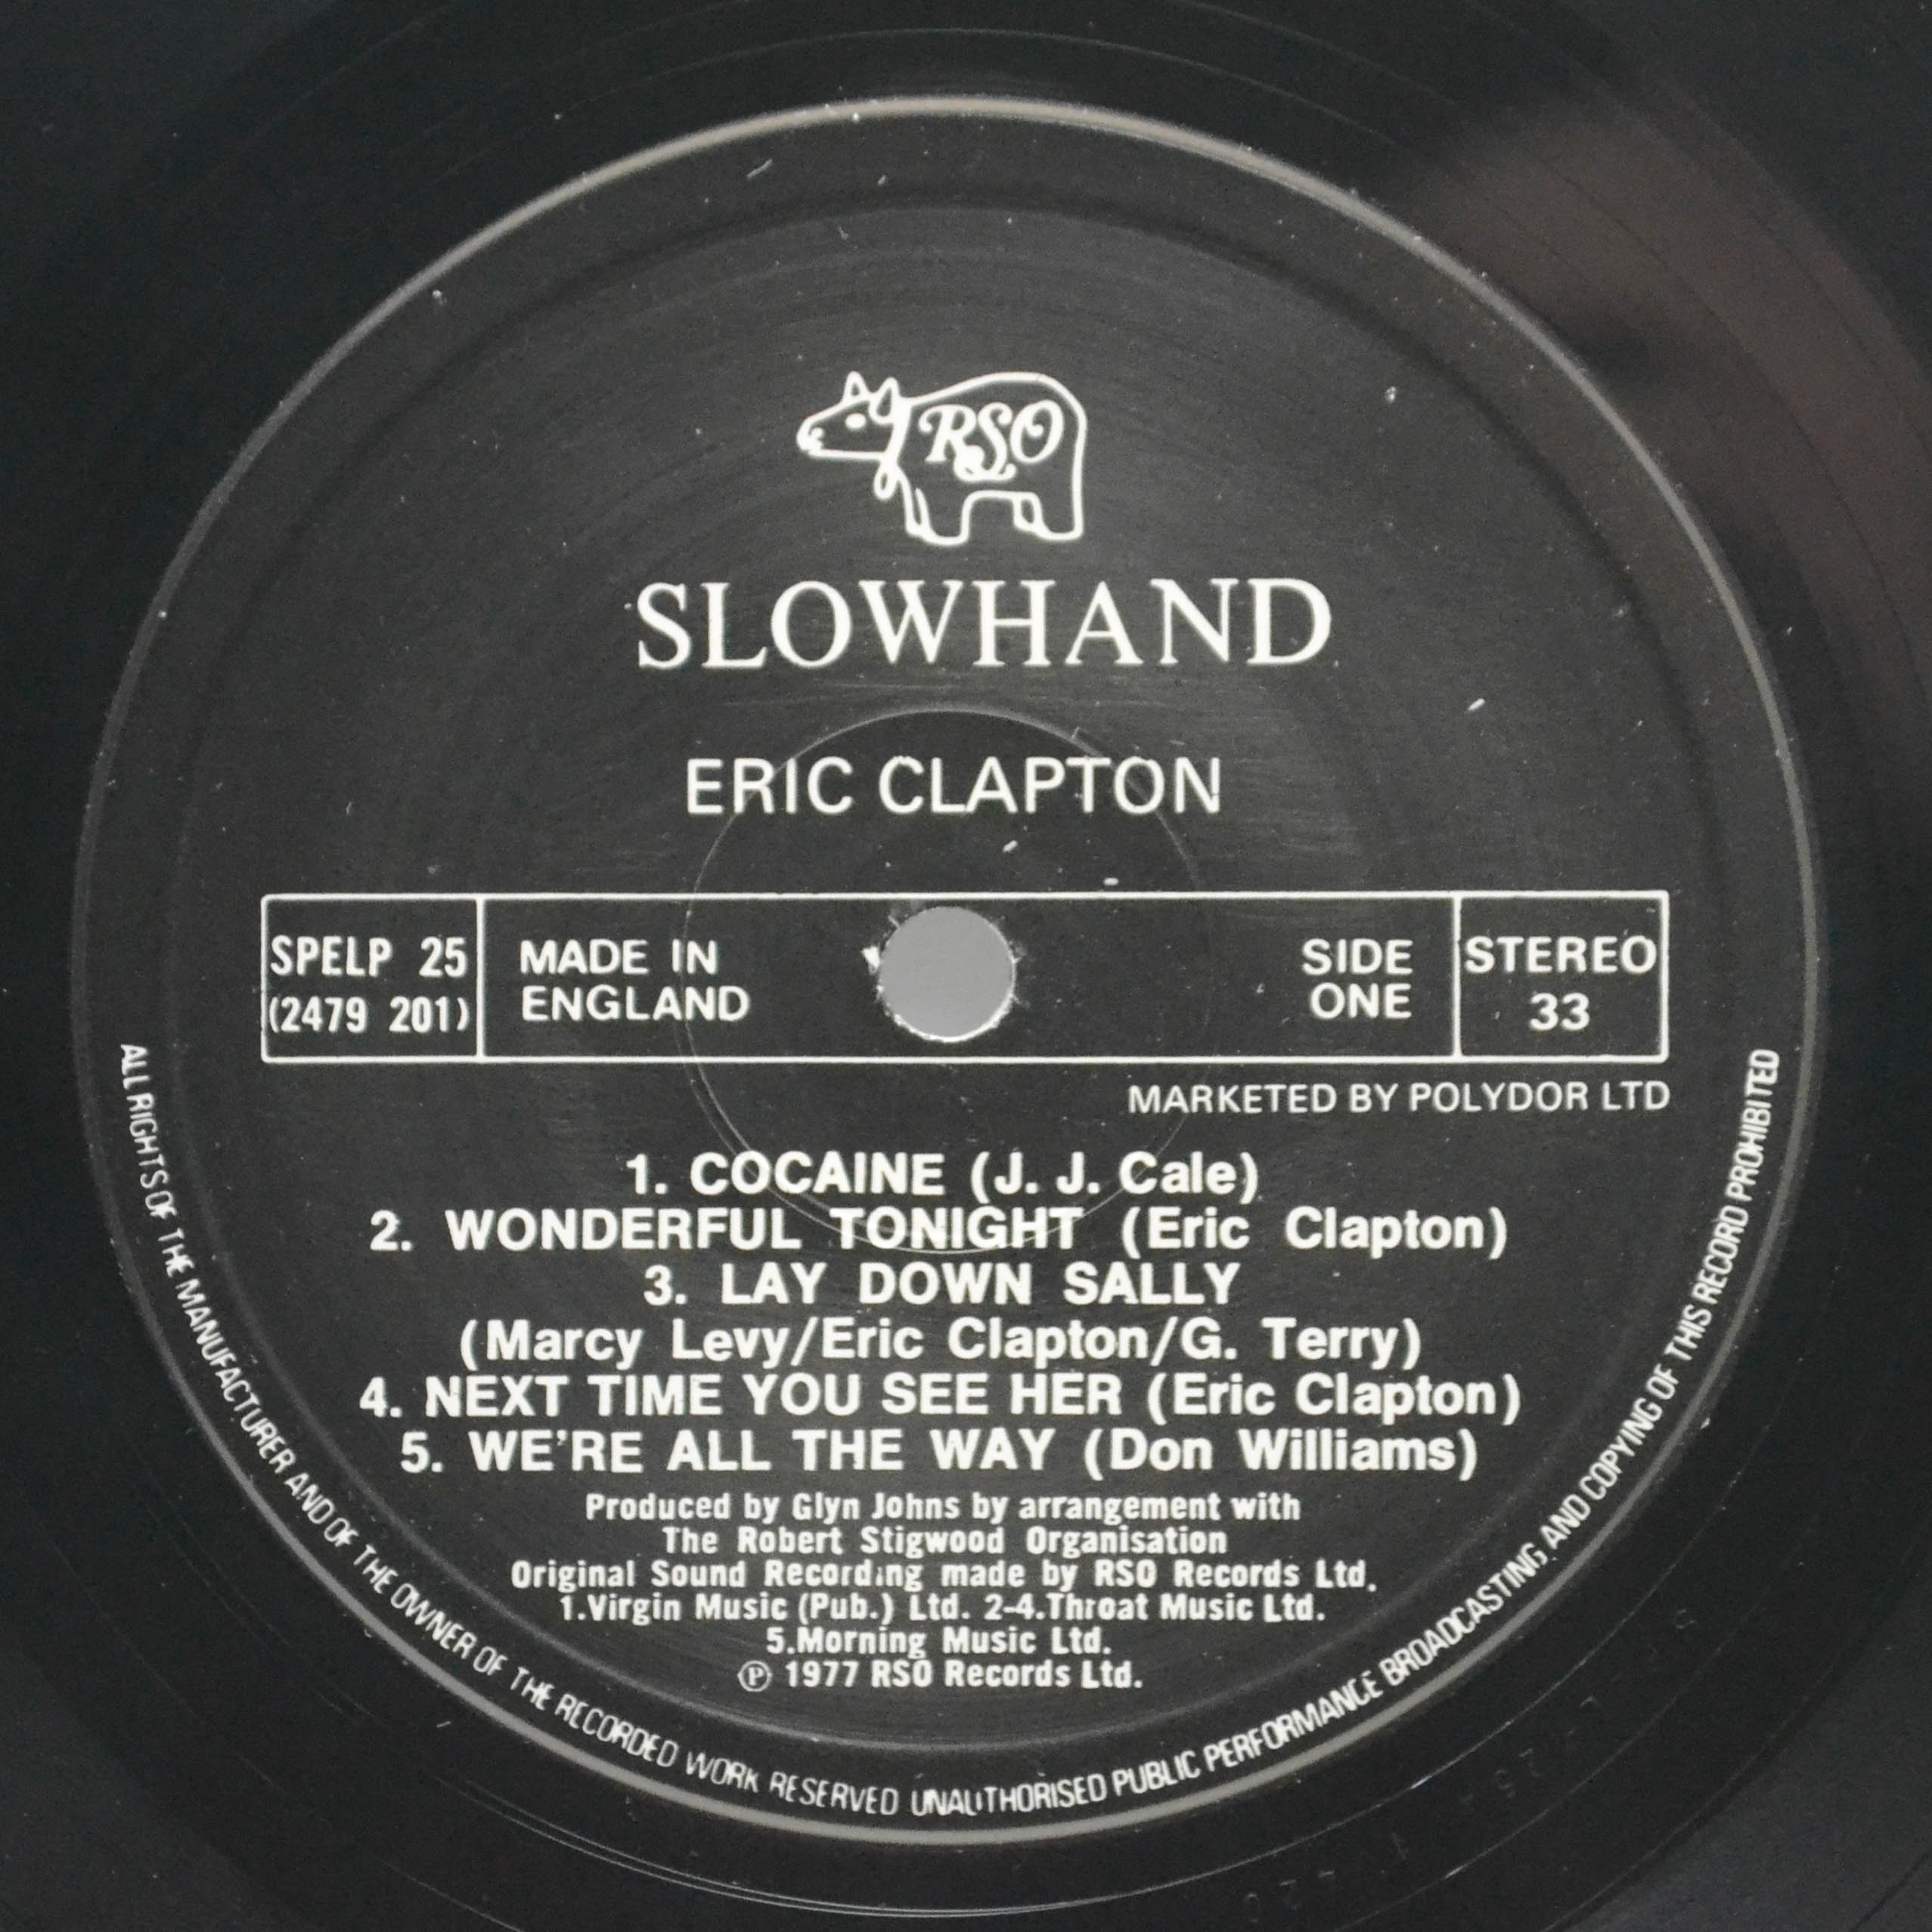 RSO
SLOWHAND
ERIC CLAPTON
SPELP 25
(2479 201)
MADE IN
ENGLAND
SIDE
ONE
STEREO
33
MARKETED BY POLYDOR LTD
1. COCAINE (J. J. Cale)
2. WONDERFUL TONIGHT (Eric Clapton)
3. LAY DOWN SALLY
(Marcy Levy/Eric Clapton/G. Terry)
4. NEXT TIME YOU SEE HER (Eric Clapton)
5. WE'RE ALL THE WAY (Don Williams)
Produced by Glyn Johns by arrangement with
The Robert Stigwood Organisation
Original Sound Recording made by RSO Records Ltd.
1.Virgin Music (Pub.) Ltd. 2-4.Throat Music Ltd.
5.Morning Music Ltd.
Ⓟ 1977 RSO Records Ltd.
ALL RIGHTS OF THE MANUFACTURER AND OF THE OWNER OF THE RECORDED WORK RESERVED UNAUTHORISED PUBLIC PERFORMANCE BROADCASTING AND COPYING OF THIS RECORD PROHIBITED